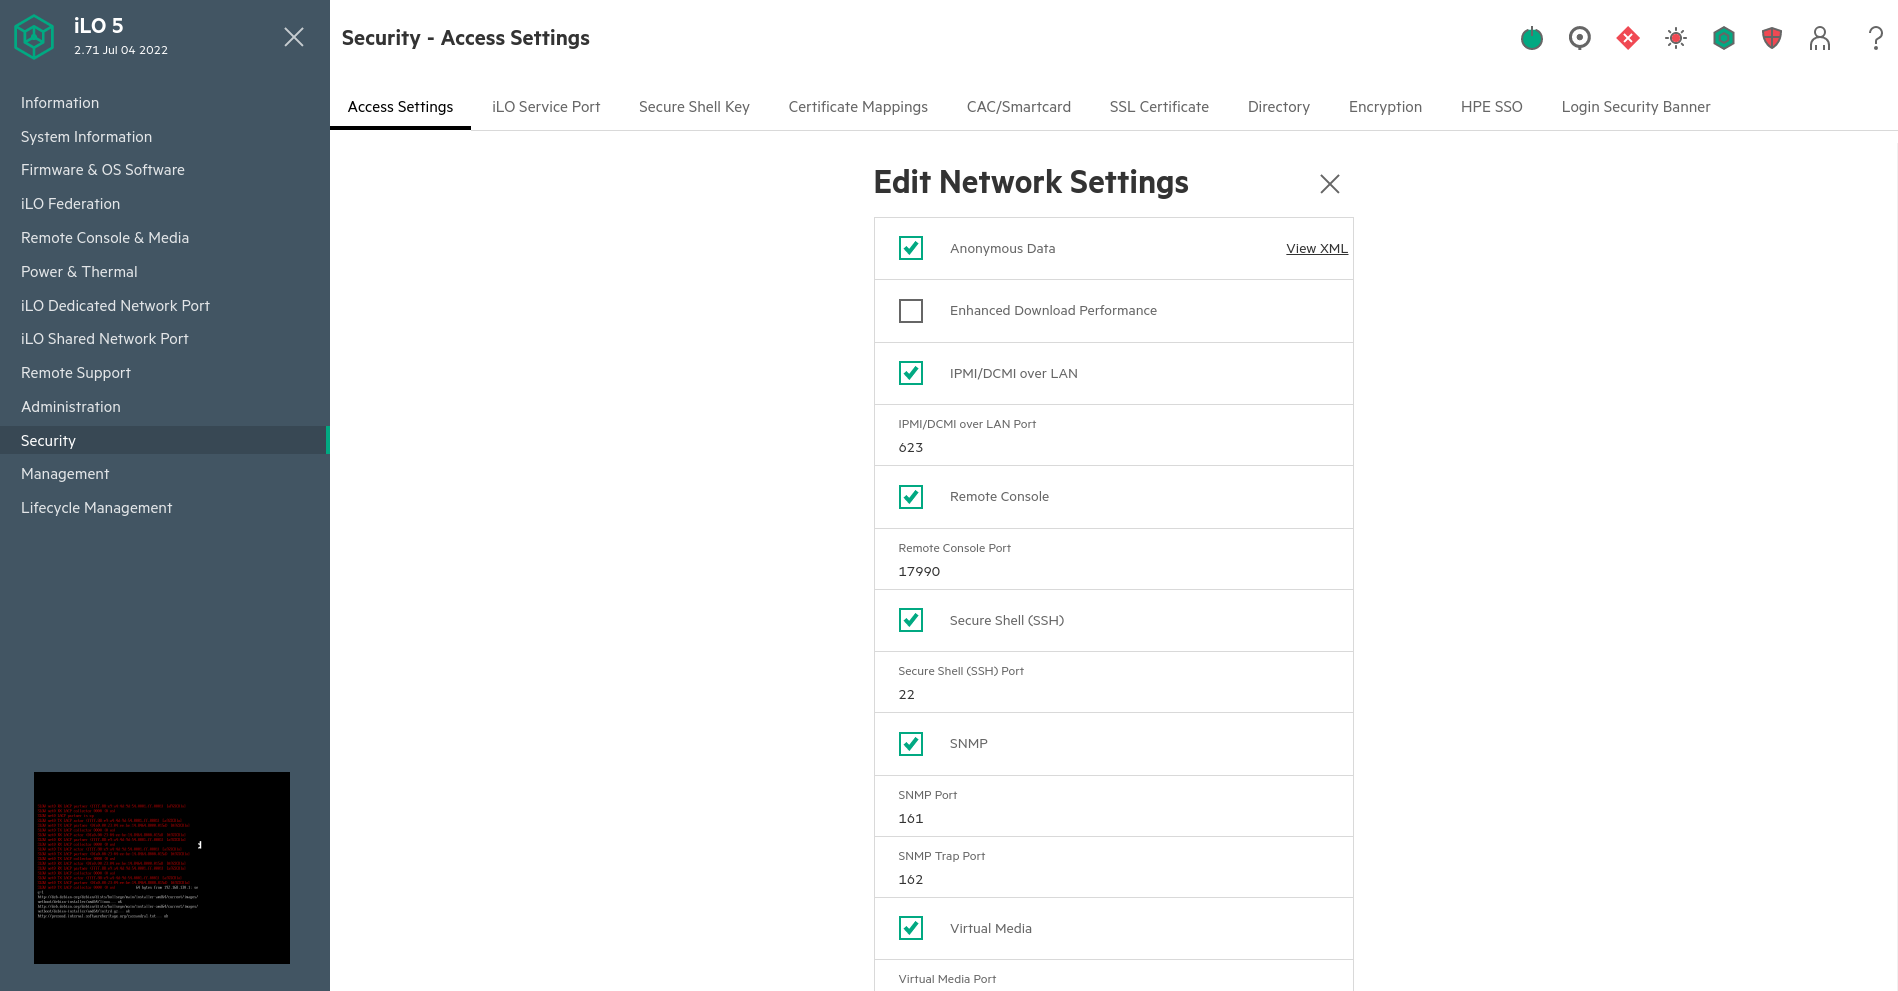 iLO 5
2.71 Jul 04 2022
Information
System Information
Firmware & OS Software
iLO Federation
Remote Console & Media
Power & Thermal
iLO Dedicated Network Port
iLO Shared Network Port
Remote Support
Administration
Security
Management
Lifecycle Management
Security - Access Settings
Access Settings
iLO Service Port
Secure Shell Key
Certificate Mappings
CAC/Smartcard
SSL Certificate
Directory
Encryption
HPE SSO
Login Security Banner
Edit Network Settings
Anonymous Data
View XML
Enhanced Download Performance
IPMI/DCMI over LAN
IPMI/DCMI over LAN Port
623
Remote Console
Remote Console Port
17990
Secure Shell (SSH)
Secure Shell (SSH) Port
22
SNMP
SNMP Port
161
SNMP Trap Port
162
Virtual Media
Virtual Media Port